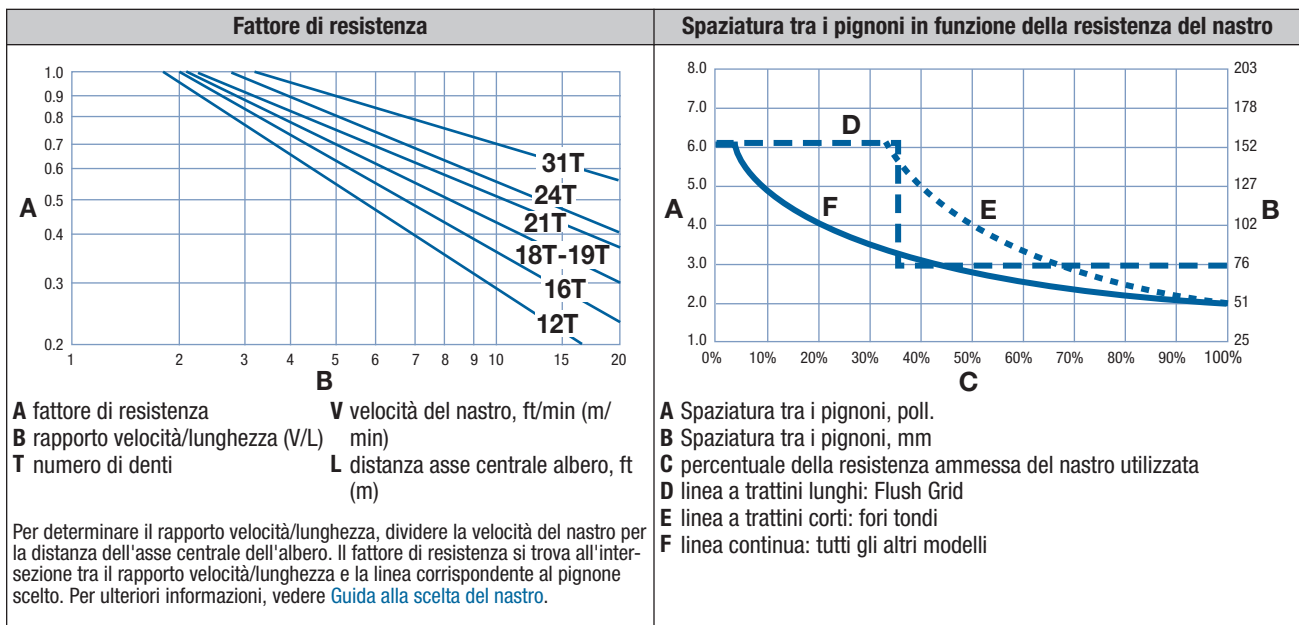 Fattore di resistenza
1.0
0.9
0.8
0.7
0.6
0.5
0.4
0.3
0.2
A
31T
24T
21T
18T-19T
16T
12T
1 2 3 4 5 6 7 8 9 10 15 20
B
A fattore di resistenza
B rapporto velocità/lunghezza (V/L)
T numero di denti
V velocità del nastro, ft/min (m/
min)
L distanza asse centrale albero, ft
(m)
Per determinare il rapporto velocità/lunghezza, dividere la velocità del nastro per
la distanza dell'asse centrale dell'albero. Il fattore di resistenza si trova all'inter-
sezione tra il rapporto velocità/lunghezza e la linea corrispondente al pignone
scelto. Per ulteriori informazioni, vedere Guida alla scelta del nastro.
Spaziatura tra i pignoni in funzione della resistenza del nastro
8.0
7.0
6.0
5.0
4.0
3.0
2.0
1.0
A
D
E
F
203
178
152
127
102
76
51
25
B
0% 10% 20% 30% 40% 50% 60% 70% 80% 90% 100%
C
A Spaziatura tra i pignoni, poll.
B Spaziatura tra i pignoni, mm
C percentuale della resistenza ammessa del nastro utilizzata
D linea a trattini lunghi: Flush Grid
E linea a trattini corti: fori tondi
F linea continua: tutti gli altri modelli